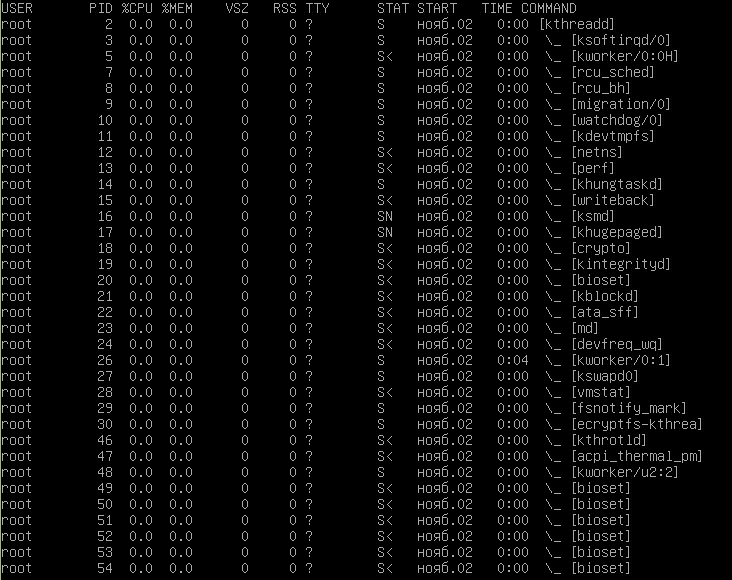 USER       PID %CPU %MEM    VSZ   RSS TTY      STAT START   TIME COMMAND
root         2  0.0  0.0      0     0 ?        S    нояб.02   0:00 [kthreadd]
root         3  0.0  0.0      0     0 ?        S    нояб.02   0:00  \_ [ksoftirqd/0]
root         5  0.0  0.0      0     0 ?        S<   нояб.02   0:00  \_ [kworker/0:0H]
root         7  0.0  0.0      0     0 ?        S    нояб.02   0:00  \_ [rcu_sched]
root         8  0.0  0.0      0     0 ?        S    нояб.02   0:00  \_ [rcu_bh]
root         9  0.0  0.0      0     0 ?        S    нояб.02   0:00  \_ [migration/0]
root        10  0.0  0.0      0     0 ?        S    нояб.02   0:00  \_ [watchdog/0]
root        11  0.0  0.0      0     0 ?        S    нояб.02   0:00  \_ [kdevtmpfs]
root        12  0.0  0.0      0     0 ?        S<   нояб.02   0:00  \_ [netns]
root        13  0.0  0.0      0     0 ?        S<   нояб.02   0:00  \_ [perf]
root        14  0.0  0.0      0     0 ?        S    нояб.02   0:00  \_ [khungtaskd]
root        15  0.0  0.0      0     0 ?        S<   нояб.02   0:00  \_ [writeback]
root        16  0.0  0.0      0     0 ?        SN   нояб.02   0:00  \_ [ksmd]
root        17  0.0  0.0      0     0 ?        SN   нояб.02   0:00  \_ [khugepaged]
root        18  0.0  0.0      0     0 ?        S<   нояб.02   0:00  \_ [crypto]
root        19  0.0  0.0      0     0 ?        S<   нояб.02   0:00  \_ [kintegrityd]
root        20  0.0  0.0      0     0 ?        S<   нояб.02   0:00  \_ [bioset]
root        21  0.0  0.0      0     0 ?        S<   нояб.02   0:00  \_ [kblockd]
root        22  0.0  0.0      0     0 ?        S<   нояб.02   0:00  \_ [ata_sff]
root        23  0.0  0.0      0     0 ?        S<   нояб.02   0:00  \_ [md]
root        24  0.0  0.0      0     0 ?        S<   нояб.02   0:00  \_ [devfreq_wq]
root        26  0.0  0.0      0     0 ?        S    нояб.02   0:04  \_ [kworker/0:1]
root        27  0.0  0.0      0     0 ?        S    нояб.02   0:00  \_ [kswapd0]
root        28  0.0  0.0      0     0 ?        S<   нояб.02   0:00  \_ [vmstat]
root        29  0.0  0.0      0     0 ?        S    нояб.02   0:00  \_ [fsnotify_mark]
root        30  0.0  0.0      0     0 ?        S    нояб.02   0:00  \_ [ecryptfs-kthrea]
root        46  0.0  0.0      0     0 ?        S<   нояб.02   0:00  \_ [kthrotld]
root        47  0.0  0.0      0     0 ?        S<   нояб.02   0:00  \_ [acpi_thermal_pm]
root        48  0.0  0.0      0     0 ?        S    нояб.02   0:00  \_ [kworker/u2:2]
root        49  0.0  0.0      0     0 ?        S<   нояб.02   0:00  \_ [bioset]
root        50  0.0  0.0      0     0 ?        S<   нояб.02   0:00  \_ [bioset]
root        51  0.0  0.0      0     0 ?        S<   нояб.02   0:00  \_ [bioset]
root        52  0.0  0.0      0     0 ?        S<   нояб.02   0:00  \_ [bioset]
root        53  0.0  0.0      0     0 ?        S<   нояб.02   0:00  \_ [bioset]
root        54  0.0  0.0      0     0 ?        S<   нояб.02   0:00  \_ [bioset]